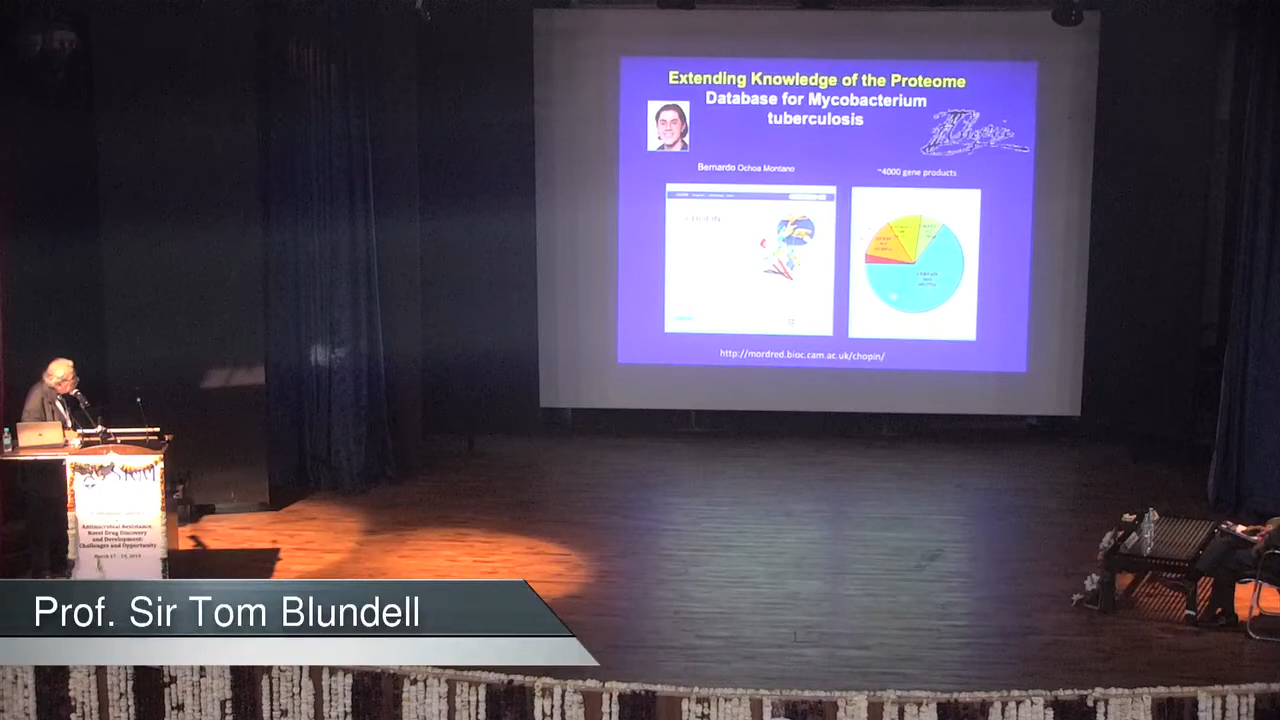 Extending Knowledge of the Proteome
Database for Mycobacterium
tuberculosis
Bernardo Ochoa Montano
~4000 gene products
CHOPIN
http://mordred.bioc.cam.ac.uk/chopin/
Antimicrobial Resistance,
Novel Drug Discovery
and Development:
Challenges and Opportunity
Prof. Sir Tom Blundell